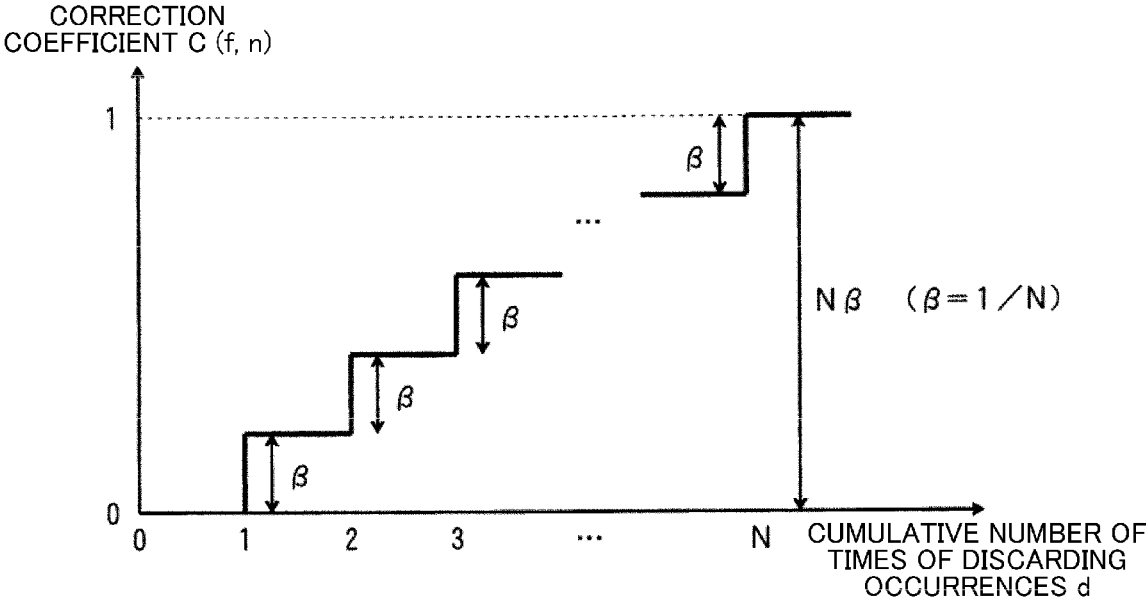 CORRECTION
COEFFICIENT C (f, n)
1
β
...
β
Nβ (β=1/N)
β
β
0
0 1 2 3 ... N
CUMULATIVE NUMBER OF
TIMES OF DISCARDING
OCCURRENCES d